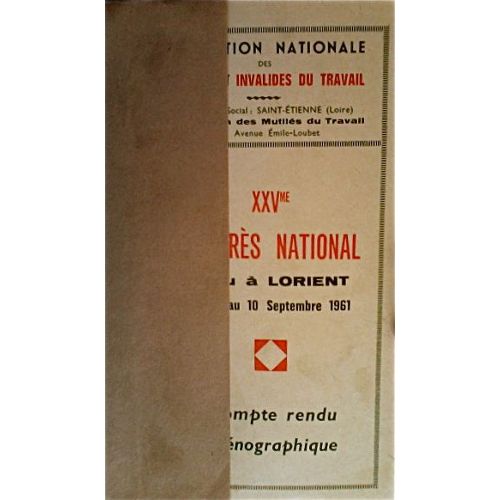 TION NATIONALE
DES
T INVALIDES DU TRAVAIL
Social : SAINT-ÉTIENNE (Loire)
n des Mutilés du Travail
Avenue Émile-Loubet
XXVME
RÈS NATIONAL
u à LORIENT
au 10 Septembre 1961
ompte rendu
énographique